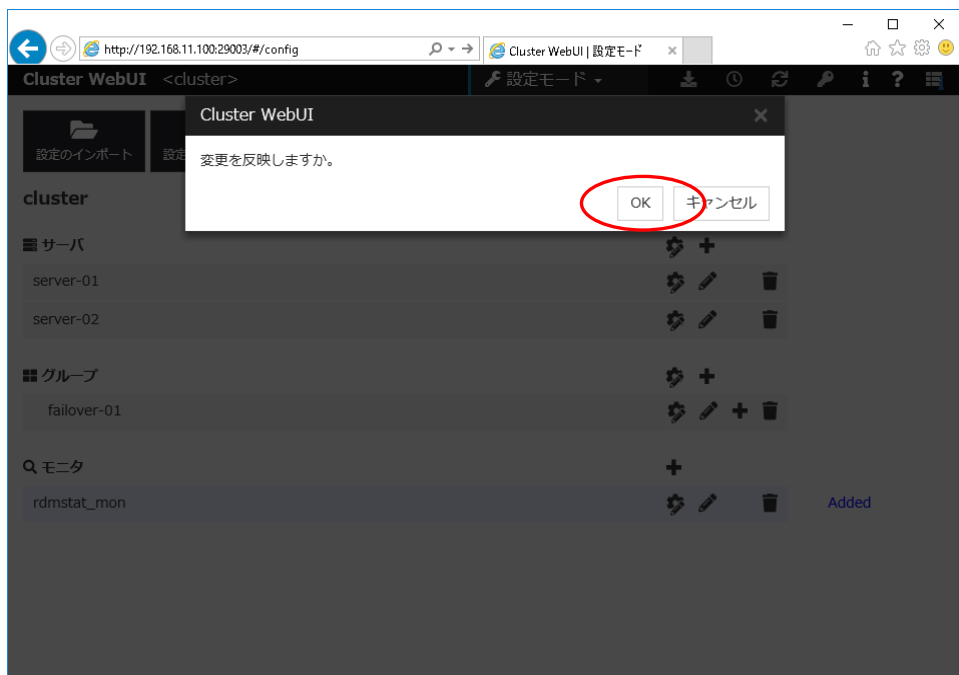 http://192.168.11.100:29003/#/config
Cluster WebUI | 設定モード
Cluster WebUI <cluster>
設定モード
Cluster WebUI
設定のインポート
設定
変更を反映しますか。
OK
キャンセル
cluster
サーバ
server-01
server-02
グループ
failover-01
モニタ
rdmstat_mon
Added